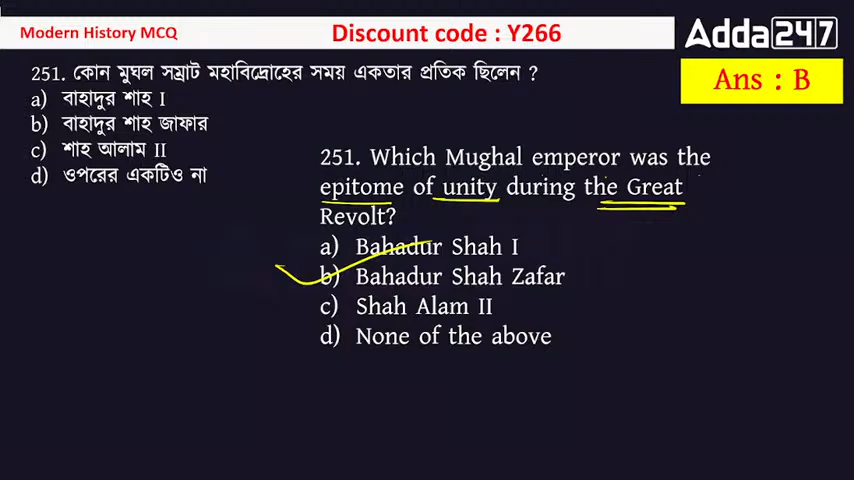 Modern History MCQ
Discount code : Y266
Adda247
Ans : B
251. কোন মুঘল সম্রাট মহাবিদ্রোহের সময় একতার প্রতিক ছিলেন ?
a) বাহাদুর শাহ I
b) বাহাদুর শাহ জাফার
c) শাহ আলাম II
d) ওপরের একটিও না
251. Which Mughal emperor was the
epitome of unity during the Great
Revolt?
a) Bahadur Shah I
b) Bahadur Shah Zafar
c) Shah Alam II
d) None of the above